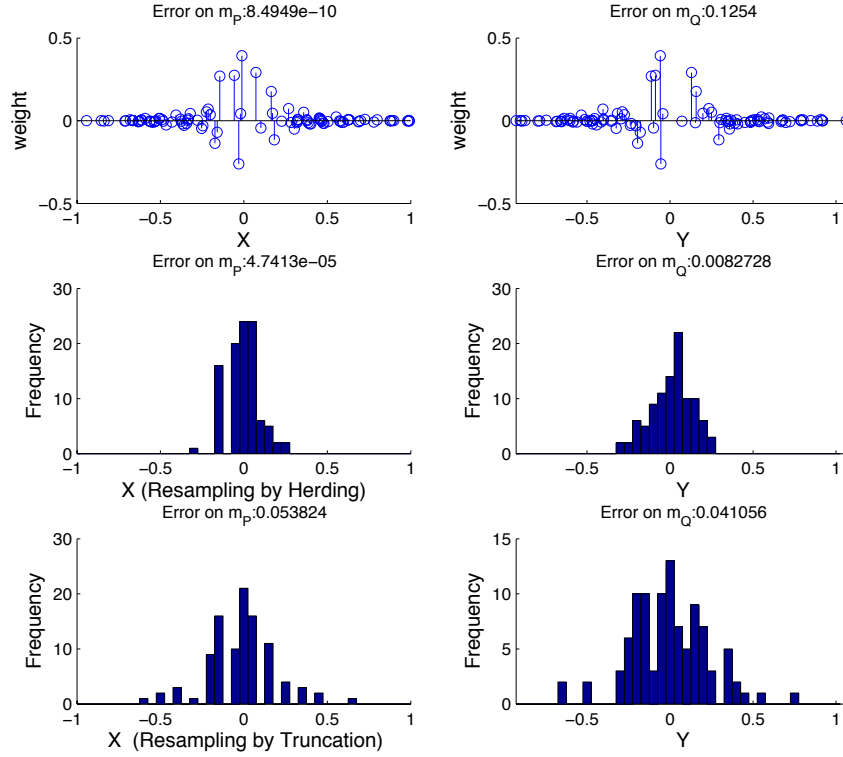 Error on m_P:8.4949e−10
0.5
0
−0.5
weight
−1 −0.5 0 0.5 1
X
Error on m_Q:0.1254
0.5
0
−0.5
weight
−0.5 0 0.5 1
Y
Error on m_P:4.7413e−05
30
20
10
0
Frequency
−1 −0.5 0 0.5 1
X (Resampling by Herding)
Error on m_Q:0.0082728
30
20
10
0
Frequency
−0.5 0 0.5 1
Y
Error on m_P:0.053824
30
20
10
0
Frequency
−1 −0.5 0 0.5 1
X (Resampling by Truncation)
Error on m_Q:0.041056
15
10
5
0
Frequency
−0.5 0 0.5 1
Y